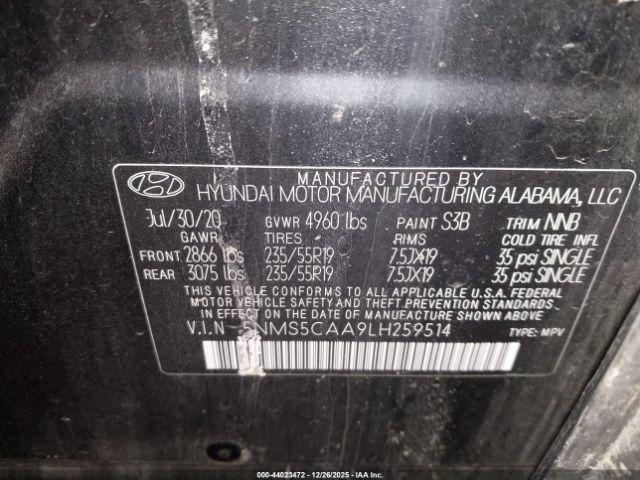 MANUFACTURED BY
HYUNDAI MOTOR MANUFACTURING ALABAMA, LLC
Jul/30/20 GVWR 4960 lbs PAINT S3B TRIM NNB
GAWR TIRES RIMS COLD TIRE INFL
FRONT 2866 lbs 235/55R19 7.5JX19 35 psi SINGLE
REAR 3075 lbs 235/55R19 7.5JX19 35 psi SINGLE
THIS VEHICLE CONFORMS TO ALL APPLICABLE U.S.A. FEDERAL
MOTOR VEHICLE SAFETY AND THEFT PREVENTION STANDARDS
IN EFFECT ON THE DATE OF MANUFACTURE SHOWN ABOVE
V.I.N 5NMS5CAA9LH259514 TYPE: MPV
000-44023472 - 12/26/2025 - IAA Inc.